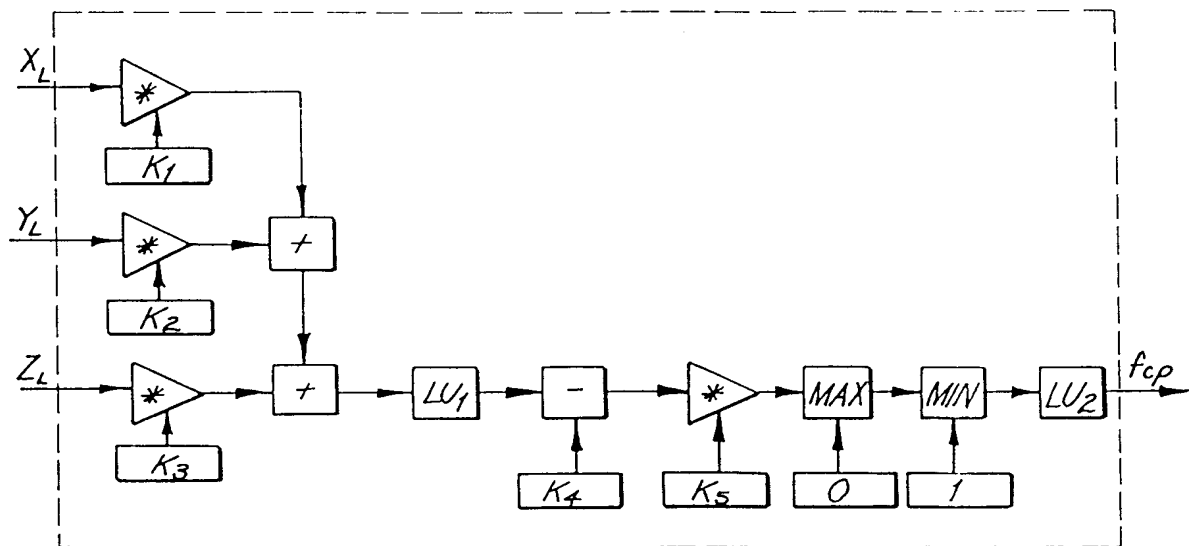 X_L
*
K_1
Y_L
*
+
K_2
Z_L
*
+
LU_1
-
*
MAX
MIN
LU_2
f_cp
K_3
K_4
K_5
0
1